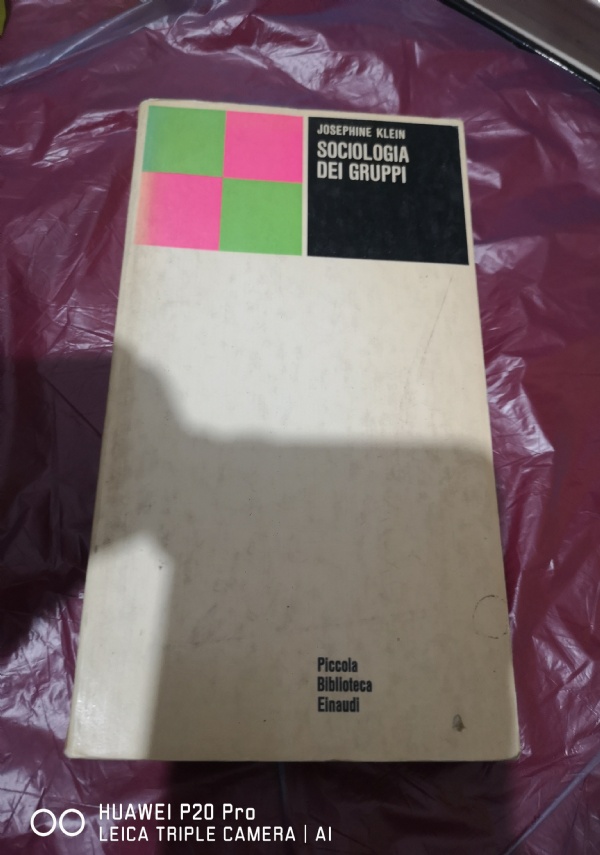 JOSEPHINE KLEIN
SOCIOLOGIA
DEI GRUPPI
Piccola
Biblioteca
Einaudi
HUAWEI P20 Pro
LEICA TRIPLE CAMERA | AI